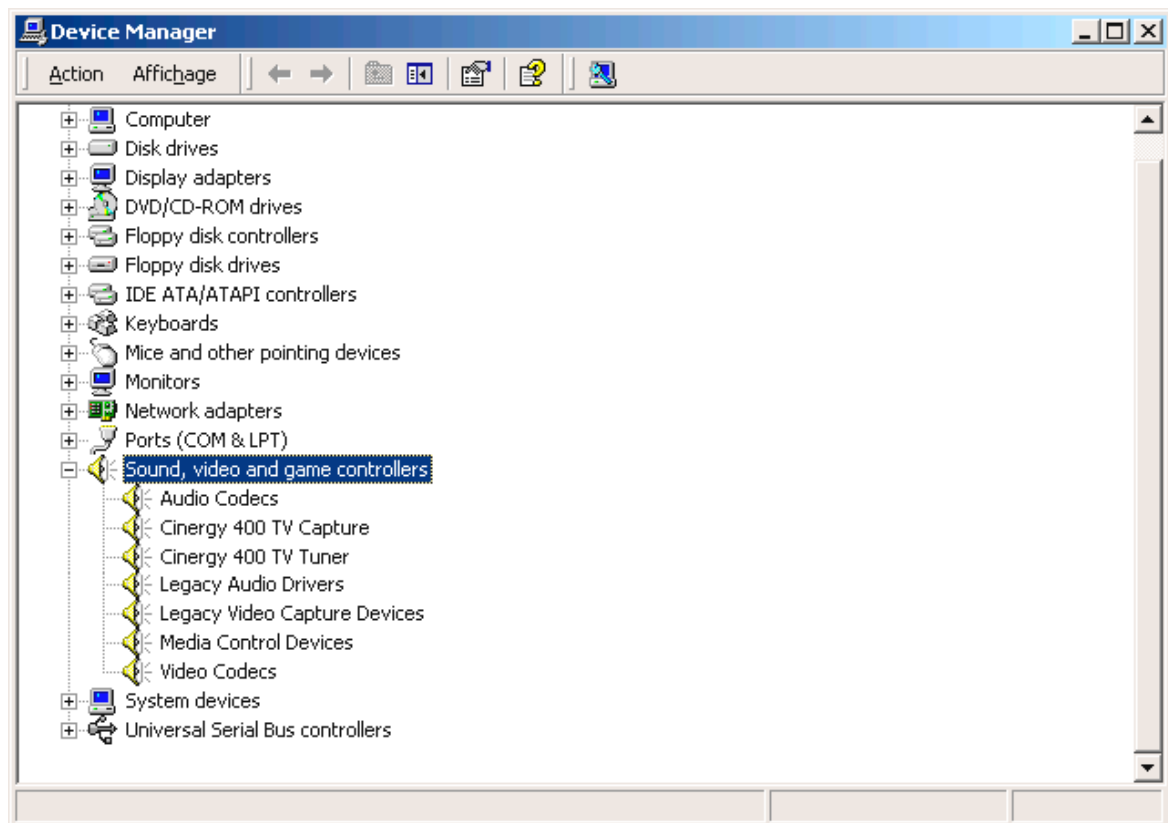 Device Manager
Action Affichage
Computer
Disk drives
Display adapters
DVD/CD-ROM drives
Floppy disk controllers
Floppy disk drives
IDE ATA/ATAPI controllers
Keyboards
Mice and other pointing devices
Monitors
Network adapters
Ports (COM & LPT)
Sound, video and game controllers
Audio Codecs
Cinergy 400 TV Capture
Cinergy 400 TV Tuner
Legacy Audio Drivers
Legacy Video Capture Devices
Media Control Devices
Video Codecs
System devices
Universal Serial Bus controllers